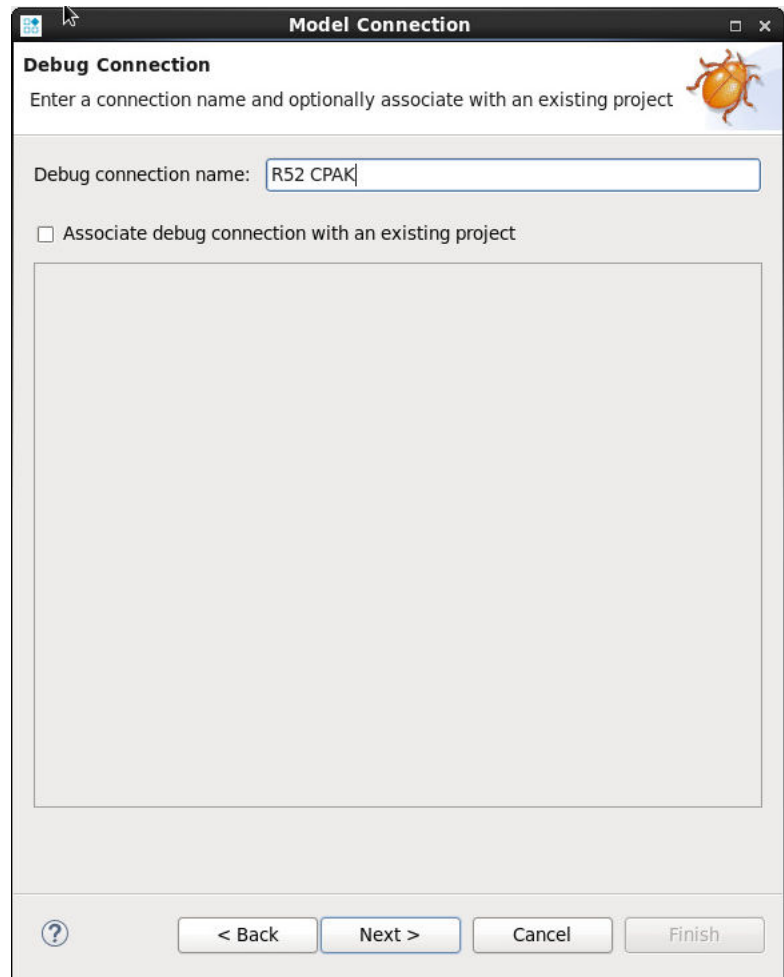 Model Connection
Debug Connection
Enter a connection name and optionally associate with an existing project
Debug connection name: R52 CPAK
Associate debug connection with an existing project
? < Back Next > Cancel Finish